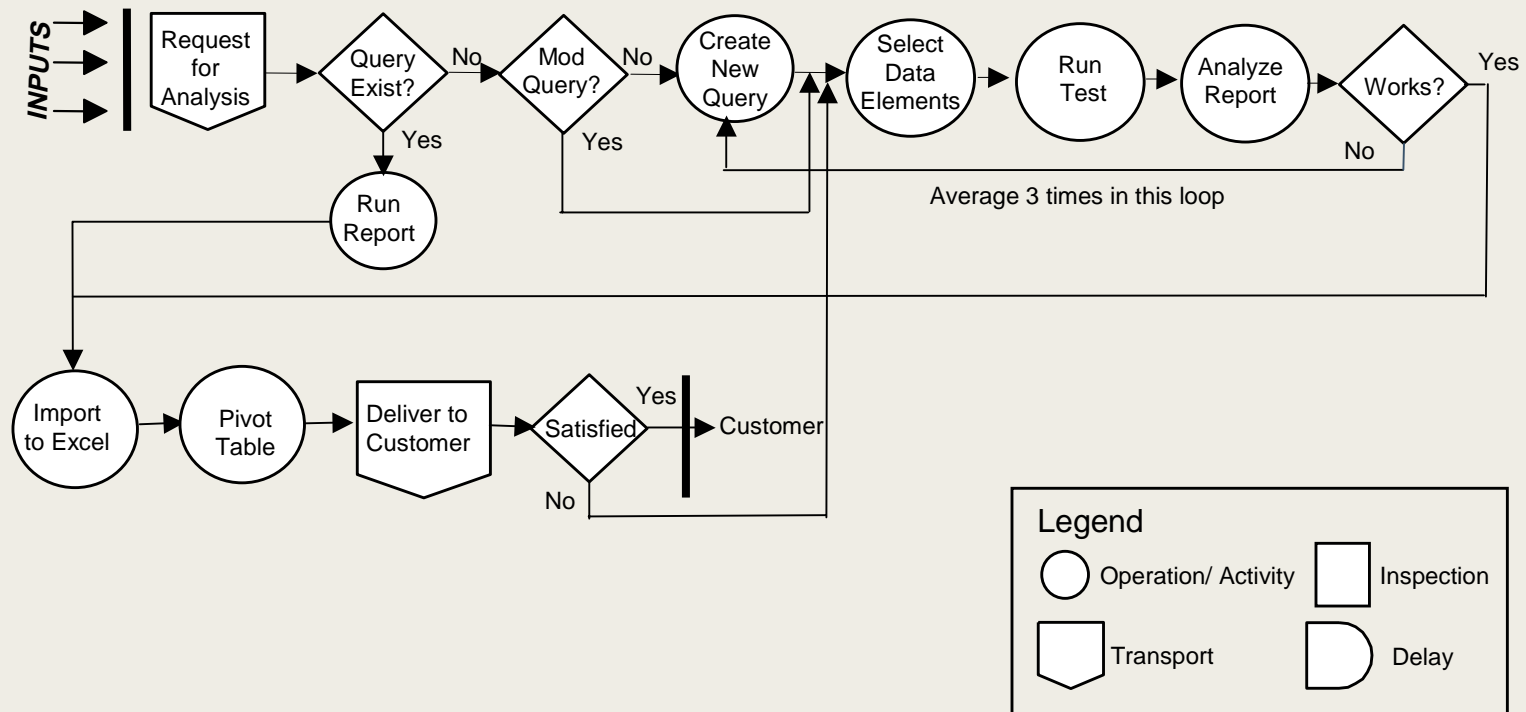 INPUTS
Request
for
Analysis
Query
Exist?
No
Yes
Mod
Query?
No
Yes
Create
New
Query
Select
Data
Elements
Run
Test
Analyze
Report
Works?
Yes
No
Average 3 times in this loop
Run
Report
Import
to Excel
Pivot
Table
Deliver to
Customer
Satisfied
Yes
No
Customer
Legend
Operation/ Activity
Inspection
Transport
Delay